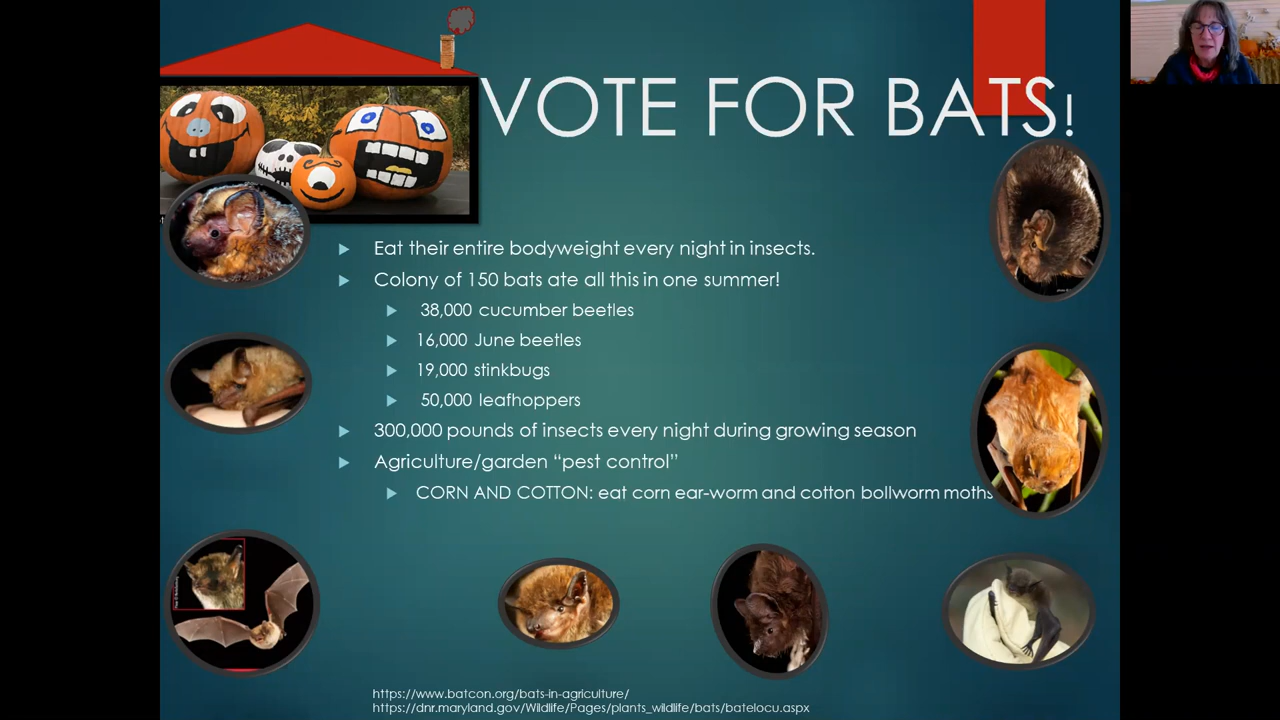 VOTE FOR BATS!
Eat their entire bodyweight every night in insects.
Colony of 150 bats ate all this in one summer!
38,000 cucumber beetles
16,000 June beetles
19,000 stinkbugs
50,000 leafhoppers
300,000 pounds of insects every night during growing season
Agriculture/garden “pest control”
CORN AND COTTON: eat corn ear-worm and cotton bollworm moths
https://www.batcon.org/bats-in-agriculture/
https://dnr.maryland.gov/Wildlife/Pages/plants_wildlife/bats/batelocu.aspx